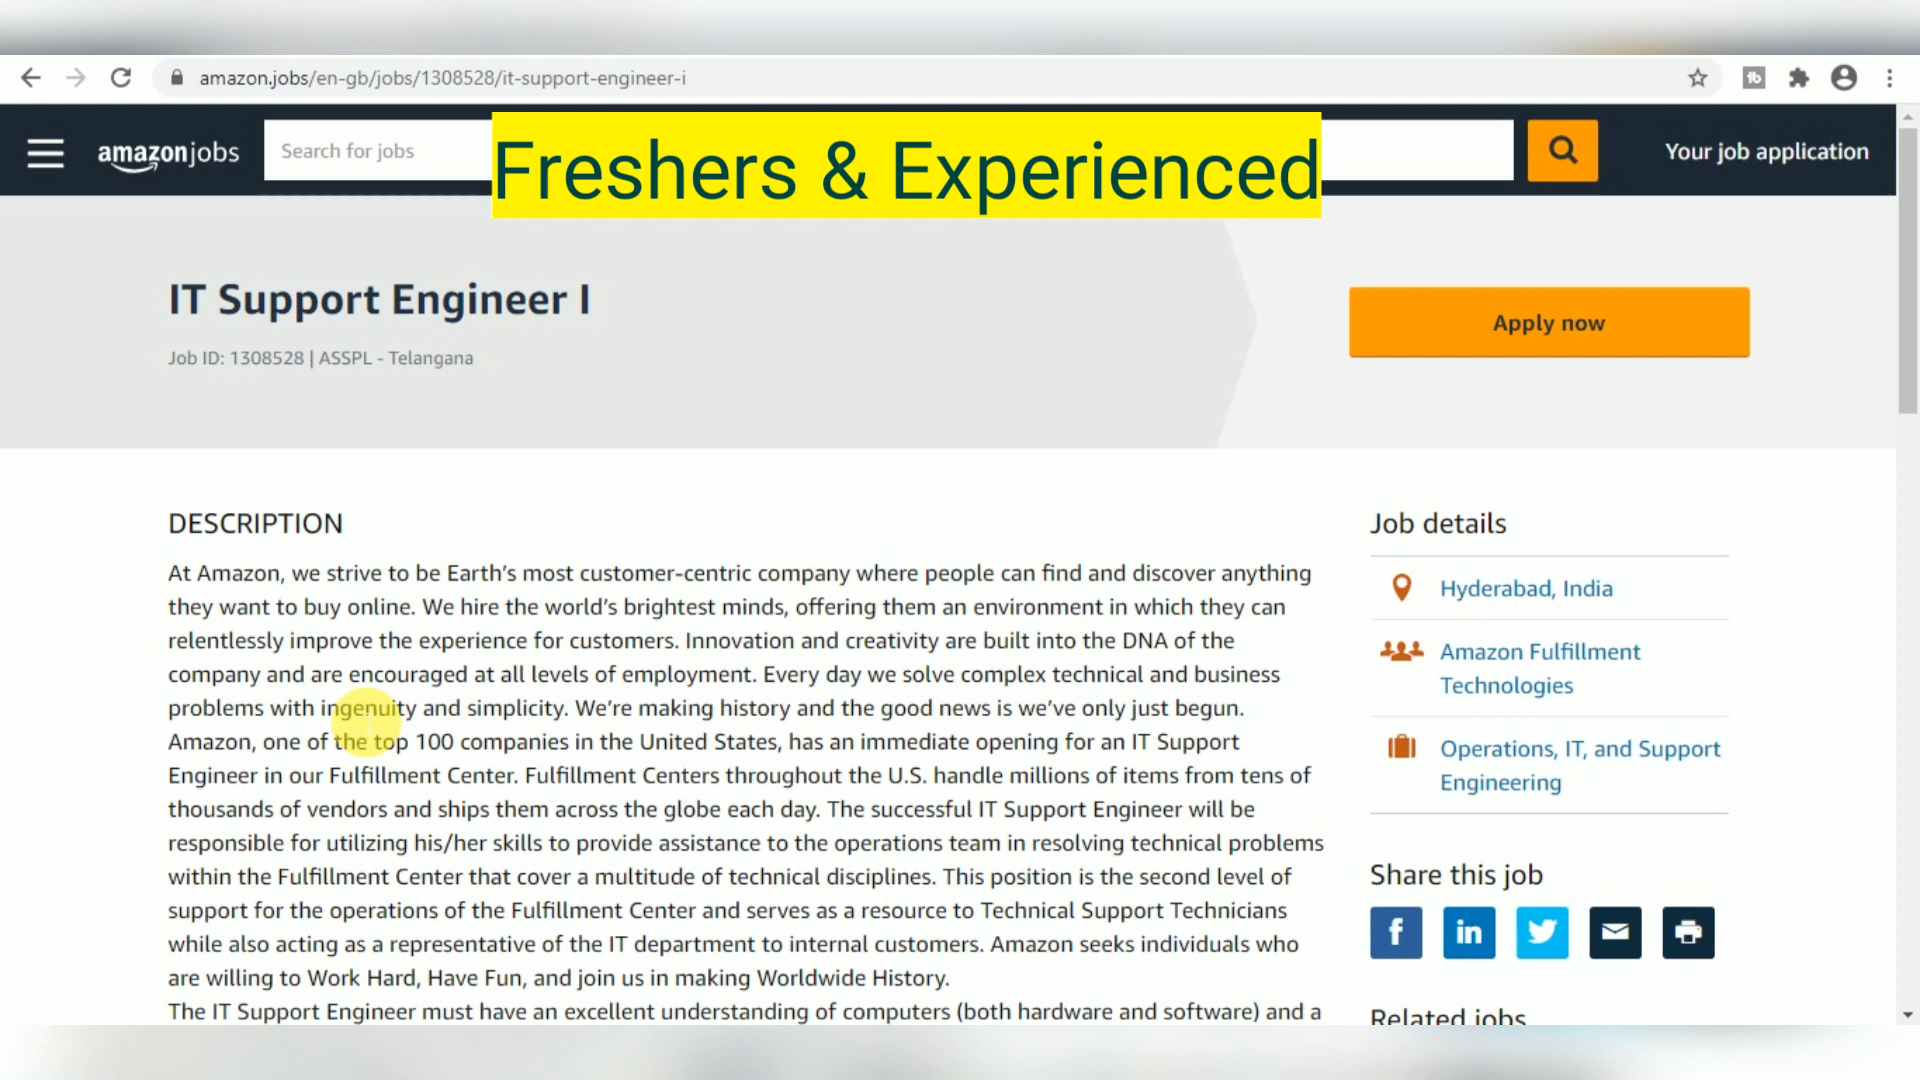 amazon.jobs/en-gb/jobs/1308528/it-support-engineer-i
amazonjobs
Search for jobs
Freshers & Experienced
Your job application
IT Support Engineer I
Job ID: 1308528 | ASSPL - Telangana
Apply now
DESCRIPTION
At Amazon, we strive to be Earth's most customer-centric company where people can find and discover anything
they want to buy online. We hire the world's brightest minds, offering them an environment in which they can
relentlessly improve the experience for customers. Innovation and creativity are built into the DNA of the
company and are encouraged at all levels of employment. Every day we solve complex technical and business
problems with ingenuity and simplicity. We're making history and the good news is we've only just begun.
Amazon, one of the top 100 companies in the United States, has an immediate opening for an IT Support
Engineer in our Fulfillment Center. Fulfillment Centers throughout the U.S. handle millions of items from tens of
thousands of vendors and ships them across the globe each day. The successful IT Support Engineer will be
responsible for utilizing his/her skills to provide assistance to the operations team in resolving technical problems
within the Fulfillment Center that cover a multitude of technical disciplines. This position is the second level of
support for the operations of the Fulfillment Center and serves as a resource to Technical Support Technicians
while also acting as a representative of the IT department to internal customers. Amazon seeks individuals who
are willing to Work Hard, Have Fun, and join us in making Worldwide History.
The IT Support Engineer must have an excellent understanding of computers (both hardware and software) and a
Job details
Hyderabad, India
Amazon Fulfillment
Technologies
Operations, IT, and Support
Engineering
Share this job
f
in
Related jobs